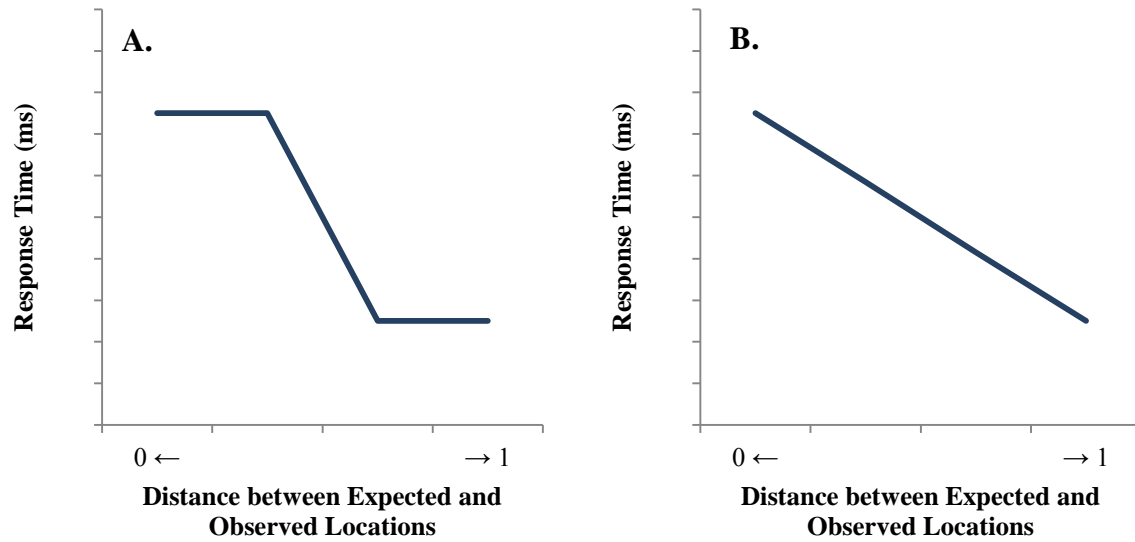 A.
Response Time (ms)
0 ← → 1
Distance between Expected and
Observed Locations
B.
Response Time (ms)
0 ← → 1
Distance between Expected and
Observed Locations